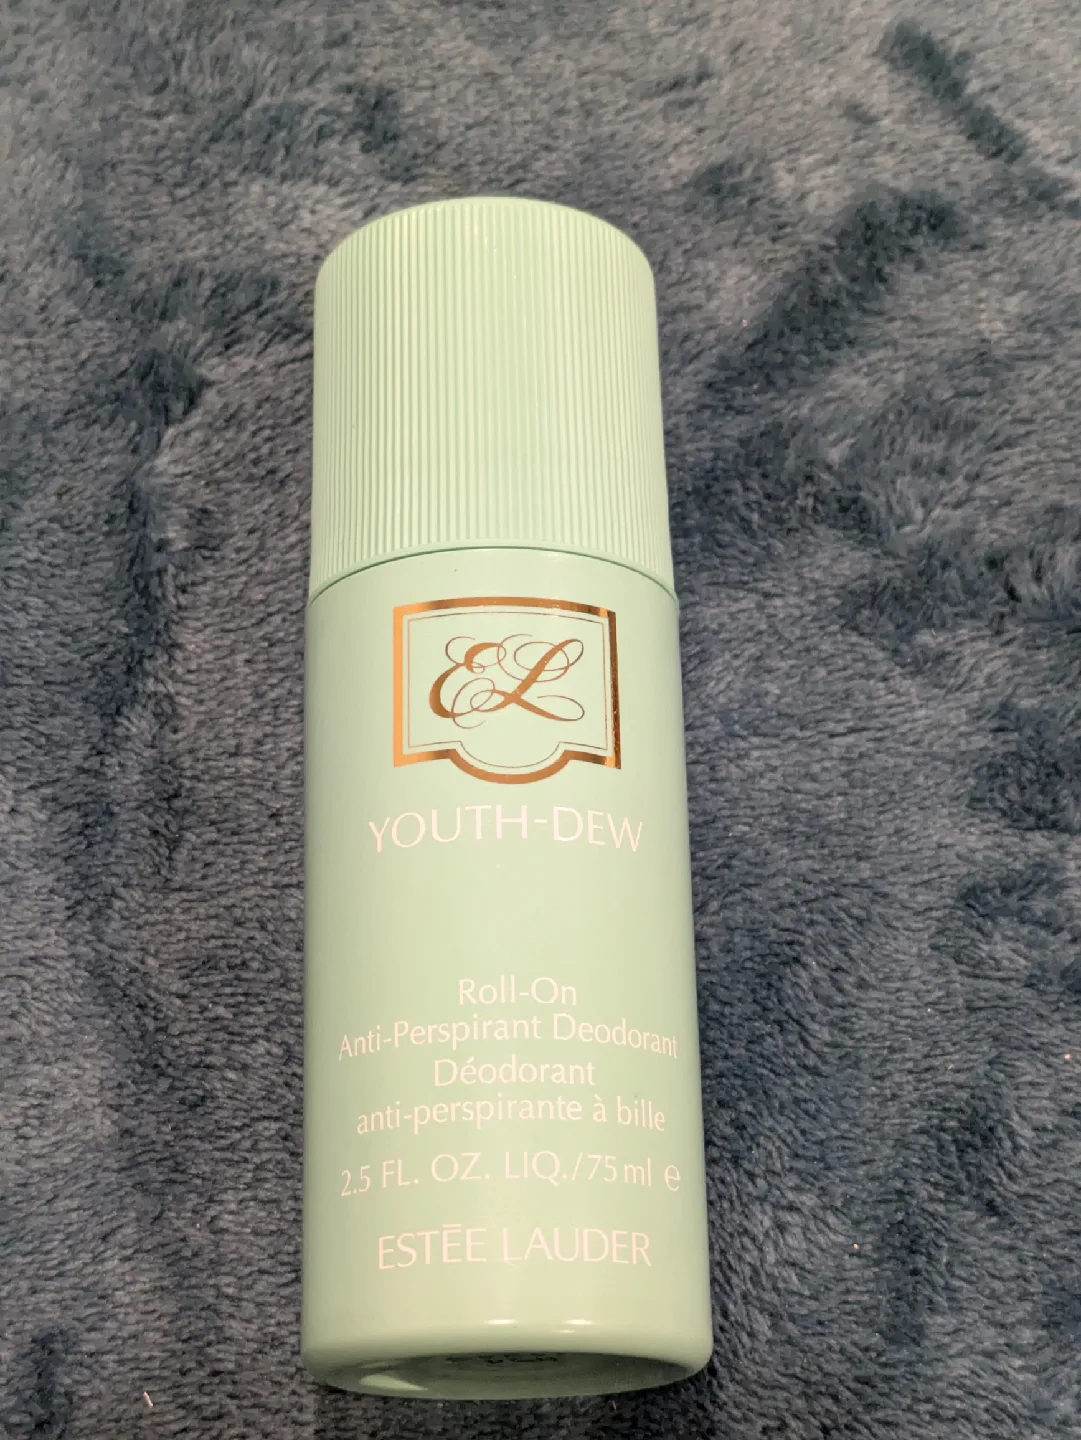 EL
YOUTH-DEW
Roll-On
Anti-Perspirant Deodorant
Déodorant
anti-perspirante à bille
2.5 FL. OZ. LIQ./75 ml ℮
ESTĒE LAUDER